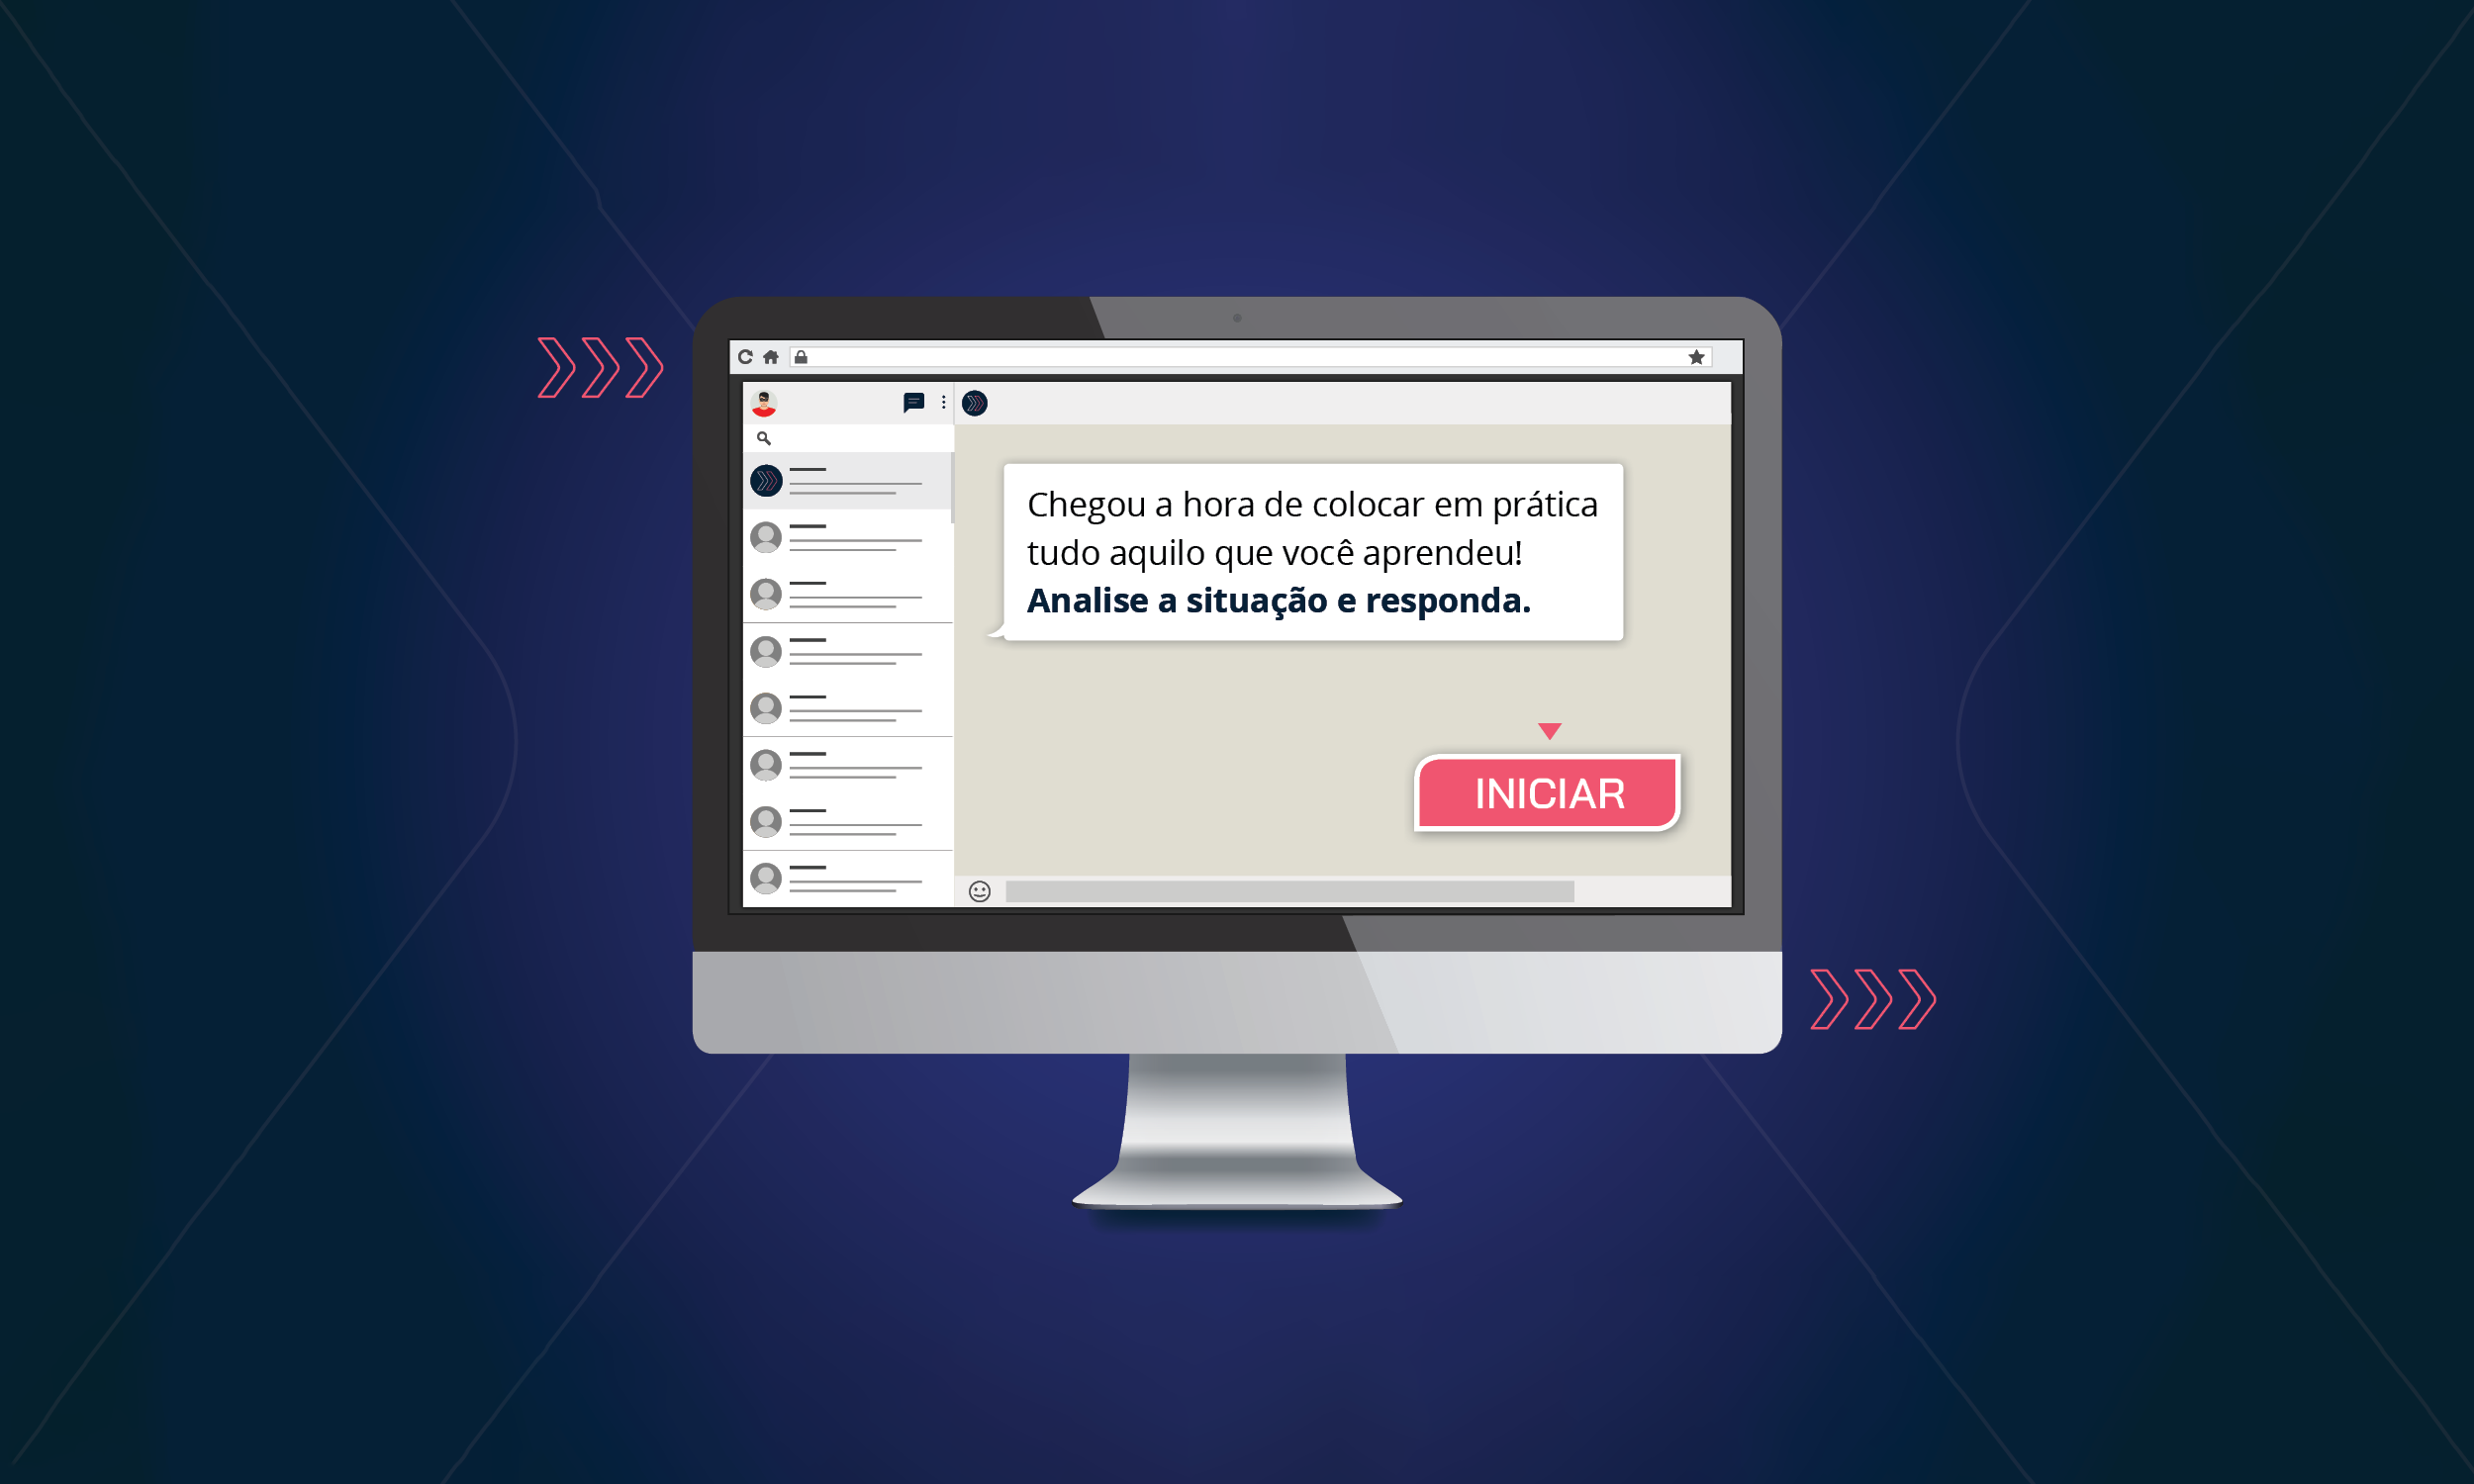 Chegou a hora de colocar em prática
tudo aquilo que você aprendeu!
Analise a situação e responda.
INICIAR